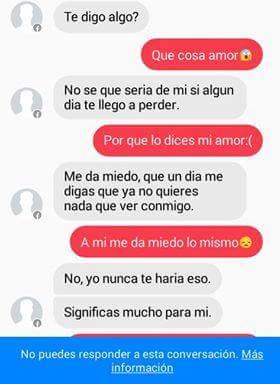 Te digo algo?
Que cosa amor😱
No se que seria de mi si algun
dia te llego a perder.
Por que lo dices mi amor:(
Me da miedo, que un dia me
digas que ya no quieres
nada que ver conmigo.
A mi me da miedo lo mismo😔
No, yo nunca te haria eso.
Significas mucho para mi.
No puedes responder a esta conversación. Más
información